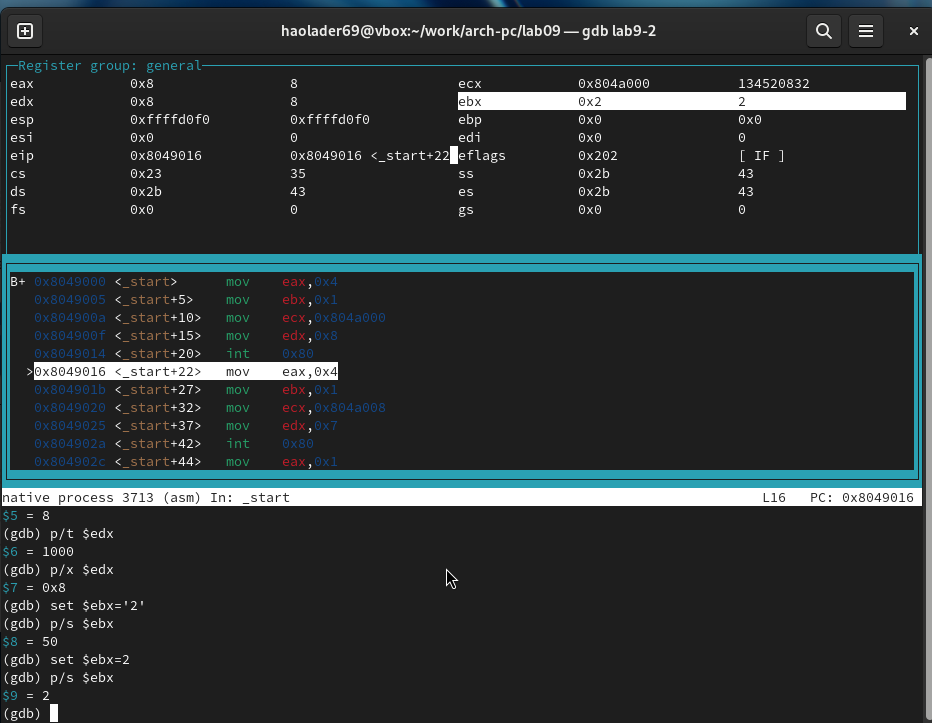 haolader69@vbox:~/work/arch-pc/lab09 — gdb lab9-2
Register group: general
eax 0x8 8 ecx 0x804a000 134520832
edx 0x8 8 ebx 0x2 2
esp 0xffffd0f0 0xffffd0f0 ebp 0x0 0x0
esi 0x0 0 edi 0x0 0
eip 0x8049016 0x8049016 <_start+22 eflags 0x202 [ IF ]
cs 0x23 35 ss 0x2b 43
ds 0x2b 43 es 0x2b 43
fs 0x0 0 gs 0x0 0
B+ 0x8049000 <_start> mov eax,0x4
0x8049005 <_start+5> mov ebx,0x1
0x804900a <_start+10> mov ecx,0x804a000
0x804900f <_start+15> mov edx,0x8
0x8049014 <_start+20> int 0x80
>0x8049016 <_start+22> mov eax,0x4
0x804901b <_start+27> mov ebx,0x1
0x8049020 <_start+32> mov ecx,0x804a008
0x8049025 <_start+37> mov edx,0x7
0x804902a <_start+42> int 0x80
0x804902c <_start+44> mov eax,0x1
native process 3713 (asm) In: _start L16 PC: 0x8049016
$5 = 8
(gdb) p/t $edx
$6 = 1000
(gdb) p/x $edx
$7 = 0x8
(gdb) set $ebx='2'
(gdb) p/s $ebx
$8 = 50
(gdb) set $ebx=2
(gdb) p/s $ebx
$9 = 2
(gdb)